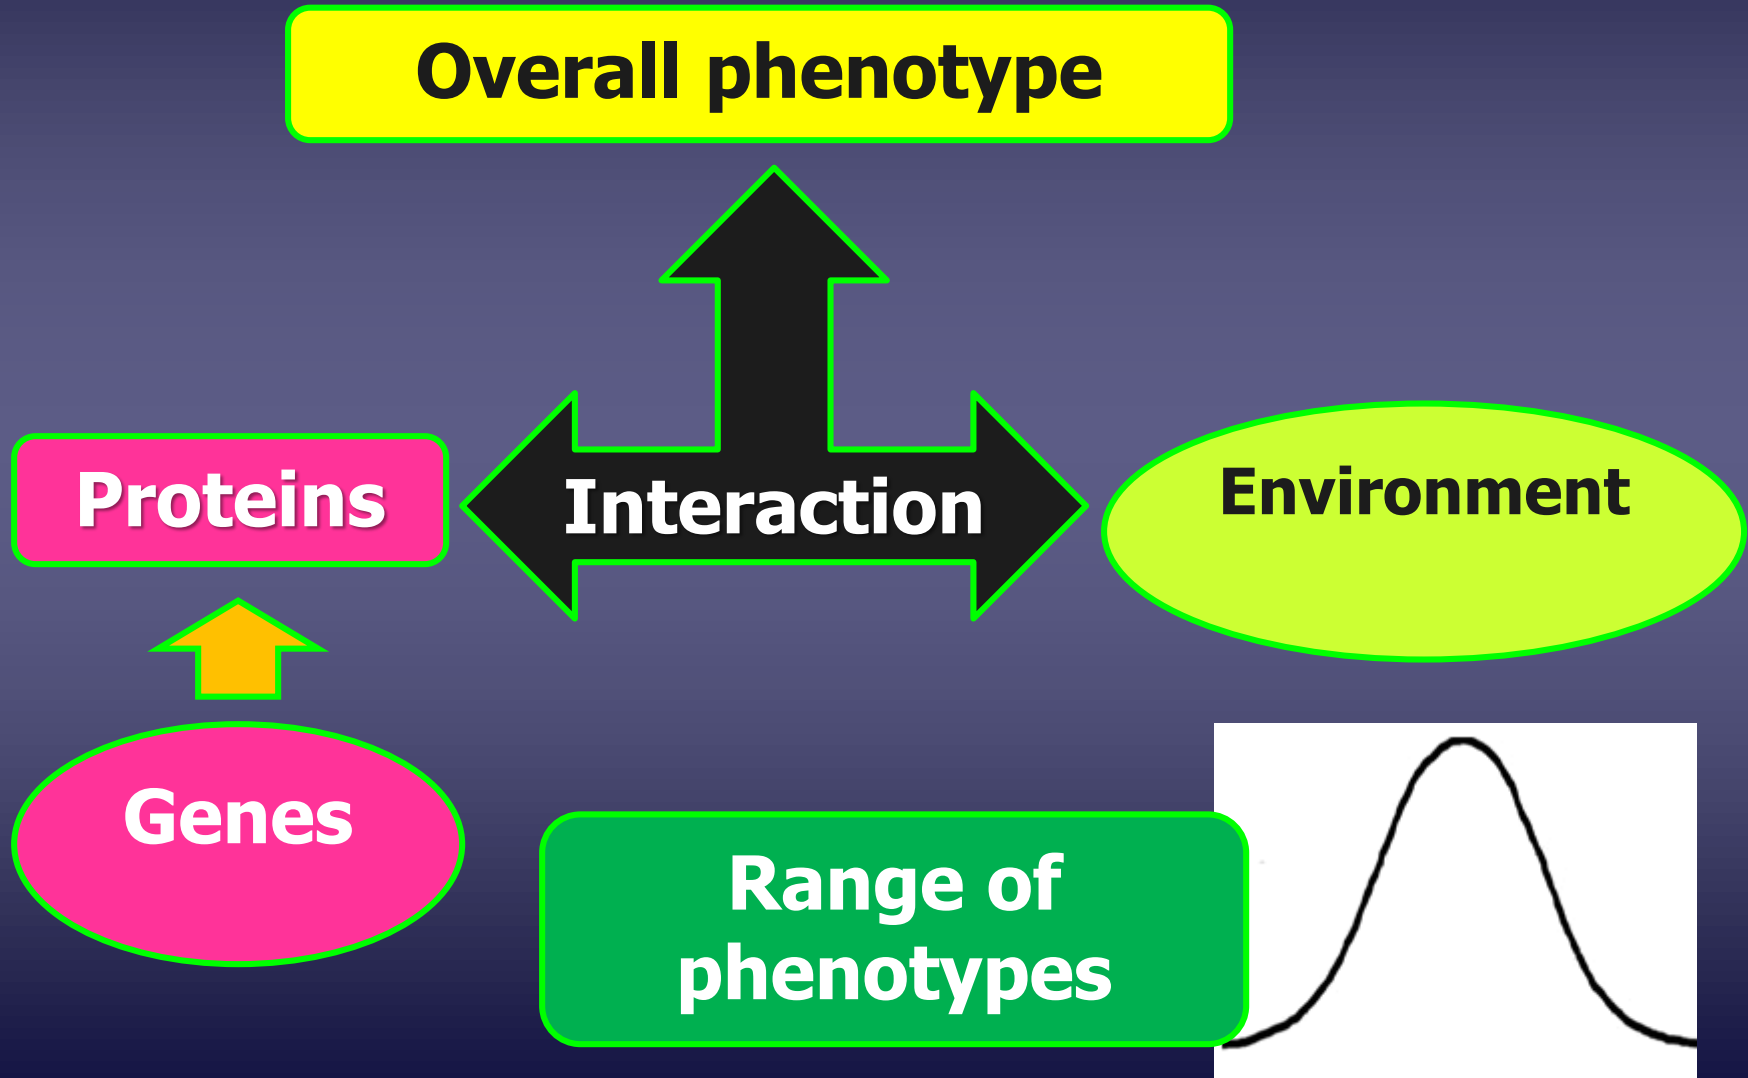 Overall phenotype
Proteins
Interaction
Environment
Genes
Range of
phenotypes